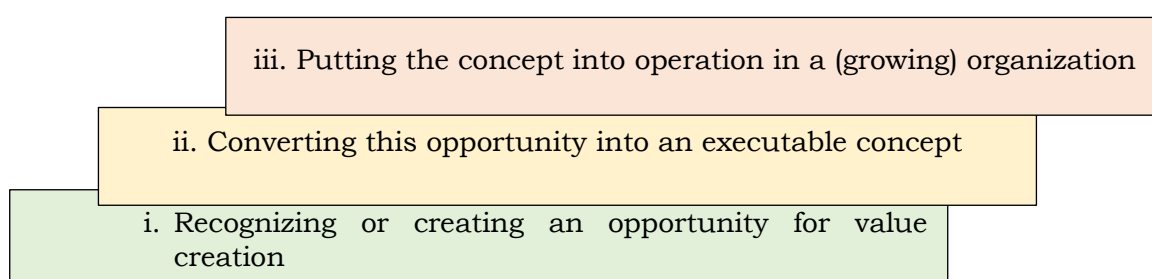 iii. Putting the concept into operation in a (growing) organization
ii. Converting this opportunity into an executable concept
i. Recognizing or creating an opportunity for value
creation